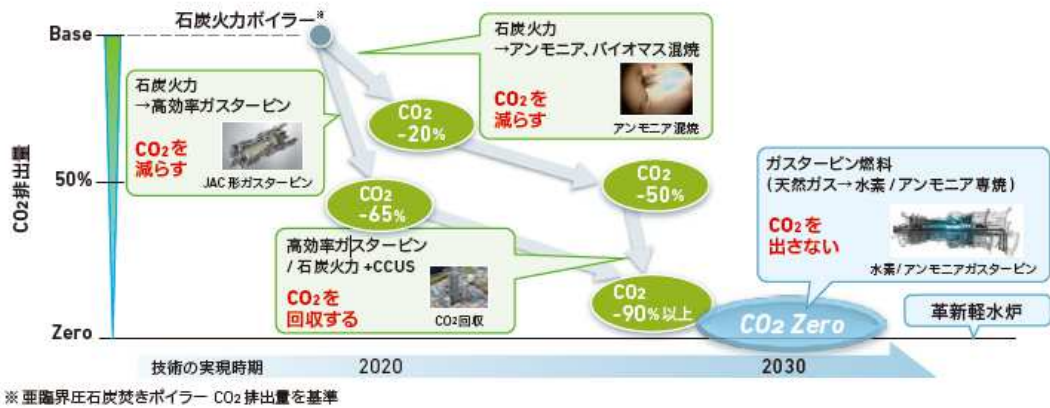 石炭火力ボイラー※
Base
50%
Zero
CO2排出量
石炭火力
→高効率ガスタービン
CO2を
減らす
JAC形ガスタービン
石炭火力
→アンモニア、バイオマス混焼
CO2を
減らす
アンモニア混焼
CO2
-20%
CO2
-65%
CO2
-50%
高効率ガスタービン
/ 石炭火力+CCUS
CO2を
回収する
CO2回収
CO2
-90%以上
ガスタービン燃料
(天然ガス→水素/アンモニア専焼)
CO2を
出さない
水素/アンモニアガスタービン
CO2 Zero
革新軽水炉
技術の実現時期
2020
2030
※亜臨界圧石炭焚きボイラー CO2排出量を基準